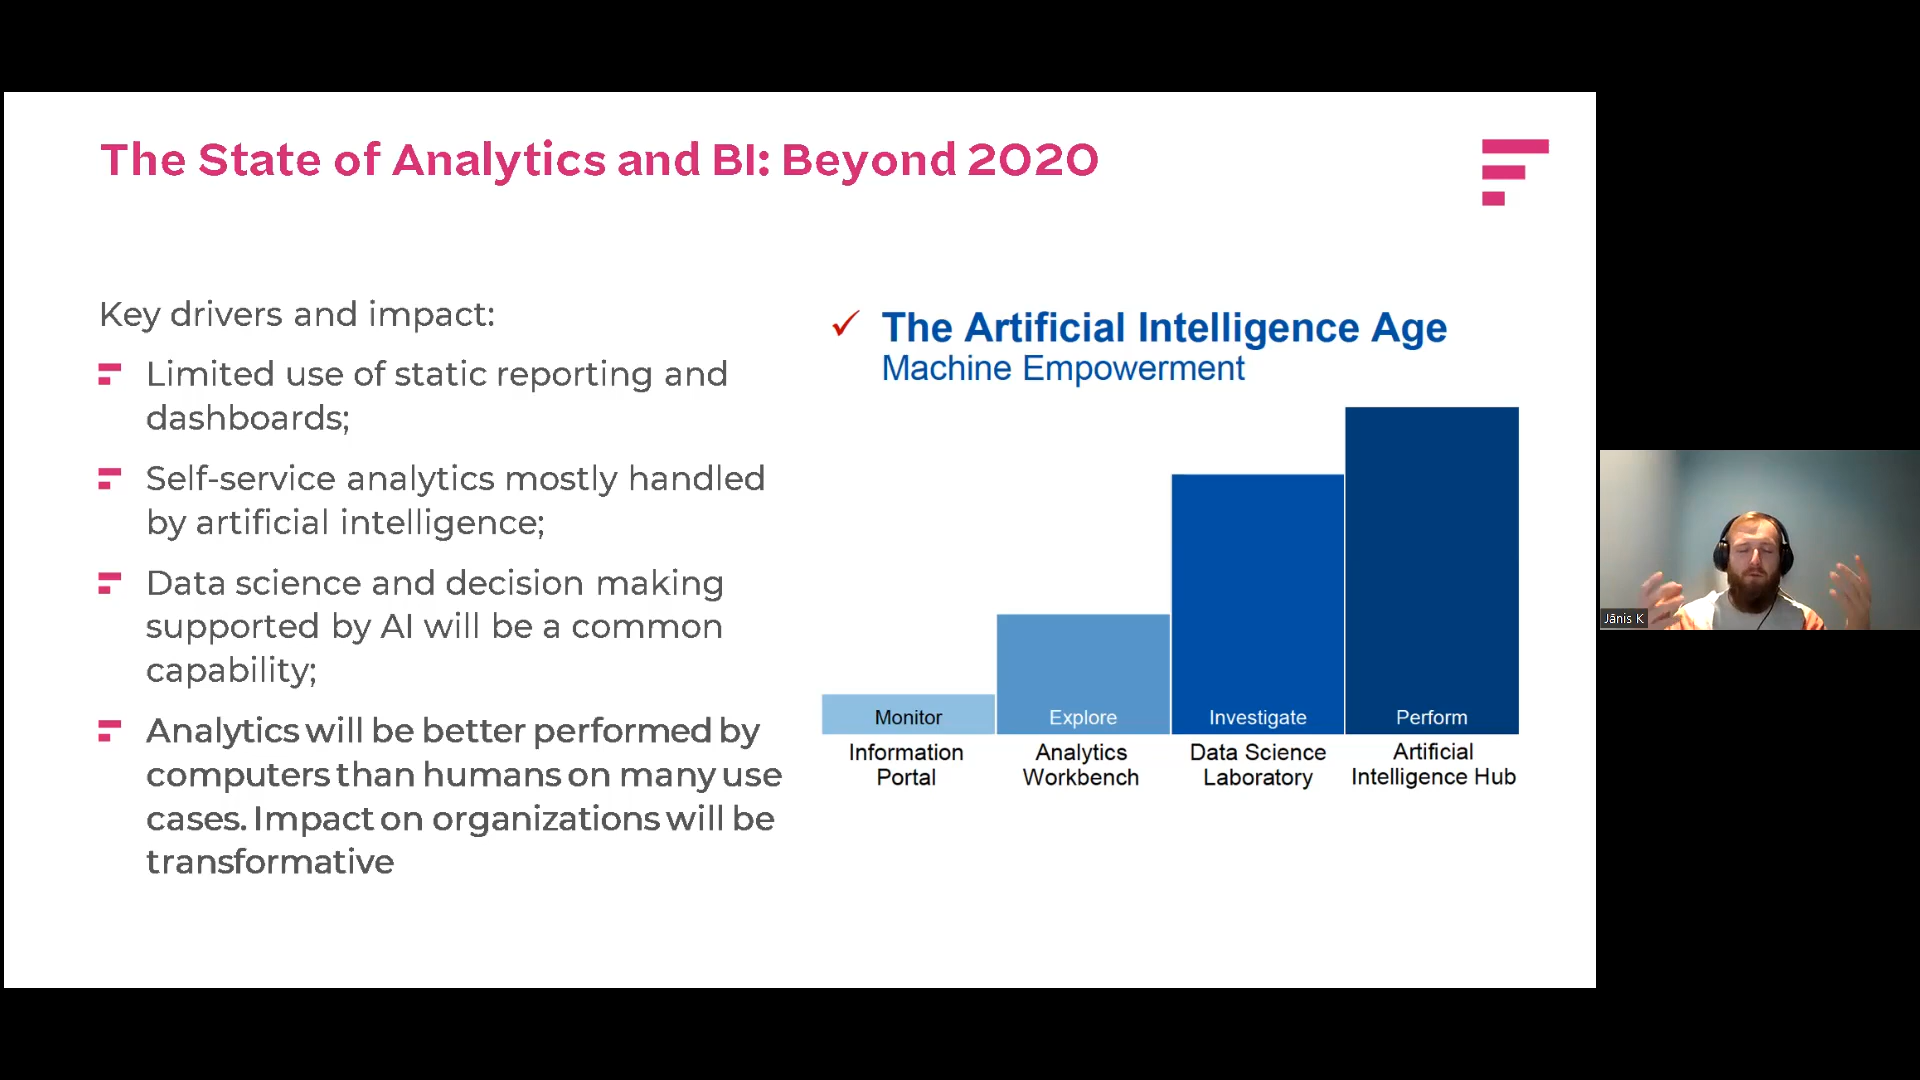 The State of Analytics and BI: Beyond 2020
Key drivers and impact:
Limited use of static reporting and
dashboards;
Self-service analytics mostly handled
by artificial intelligence;
Data science and decision making
supported by AI will be a common
capability;
Analytics will be better performed by
computers than humans on many use
cases. Impact on organizations will be
transformative
✓ The Artificial Intelligence Age
Machine Empowerment
Monitor
Explore
Investigate
Perform
Information
Portal
Analytics
Workbench
Data Science
Laboratory
Artificial
Intelligence Hub
Jānis K